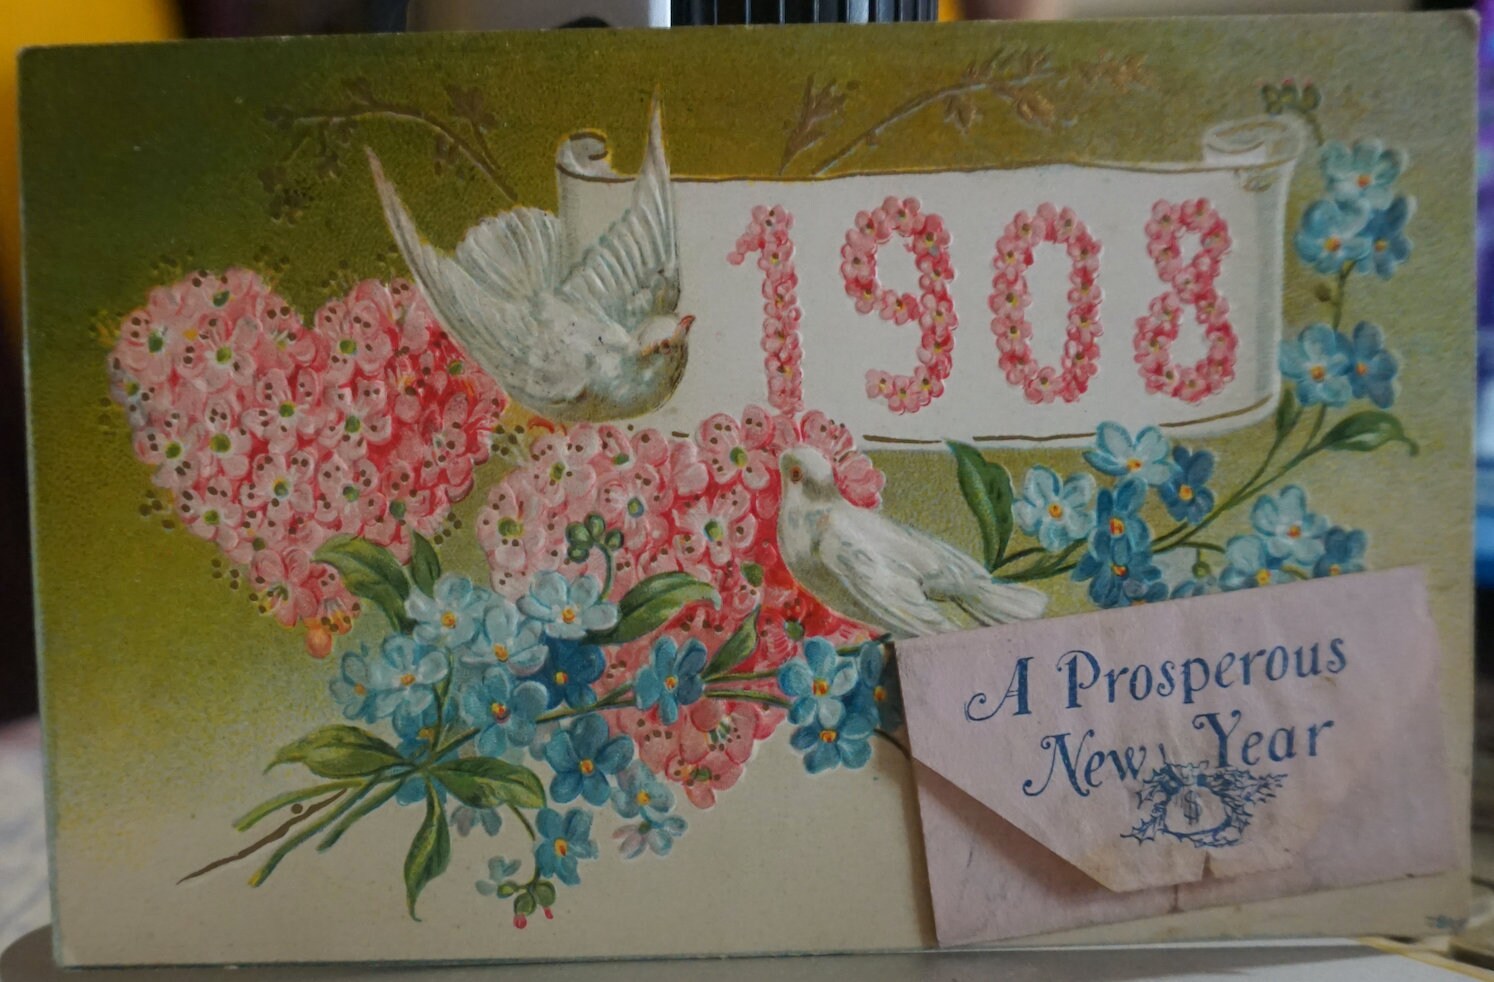 1908
A Prosperous
New Year
$